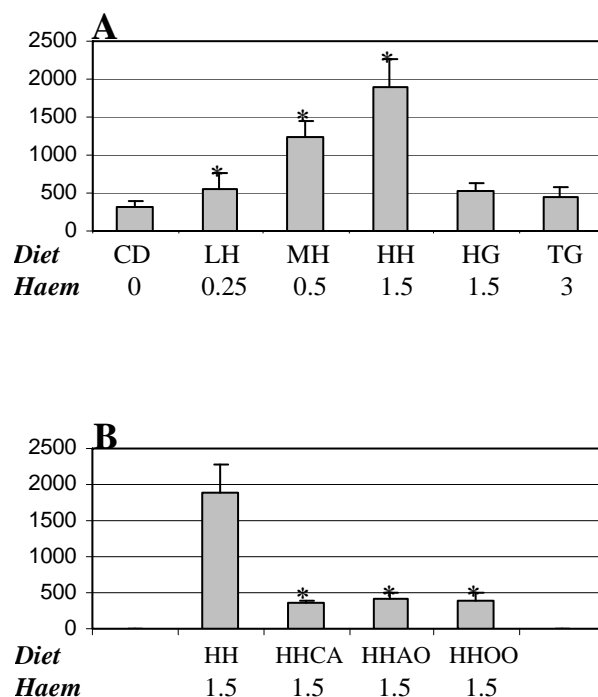 A
2500
2000
1500
1000
500
0
* * *
Diet CD LH MH HH HG TG
Haem 0 0.25 0.5 1.5 1.5 3
B
2500
2000
1500
1000
500
0
* * *
Diet HH HHCA HHAO HHOO
Haem 1.5 1.5 1.5 1.5